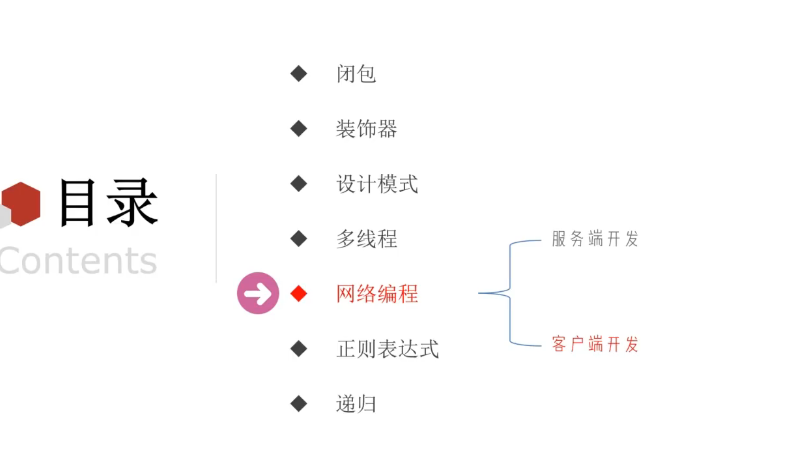 目录
Contents
闭包
装饰器
设计模式
多线程
网络编程
服务端开发
客户端开发
正则表达式
递归